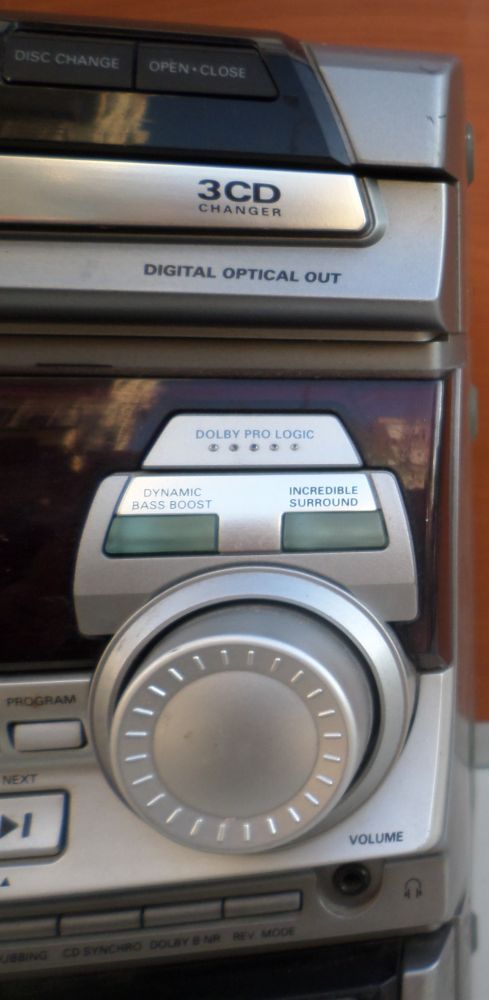 DISC CHANGE
OPEN•CLOSE
3CD
CHANGER
DIGITAL OPTICAL OUT
DOLBY PRO LOGIC
DYNAMIC
BASS BOOST
INCREDIBLE
SURROUND
PROGRAM
NEXT
VOLUME
CD SYNCHRO
DOLBY B NR
REV. MODE